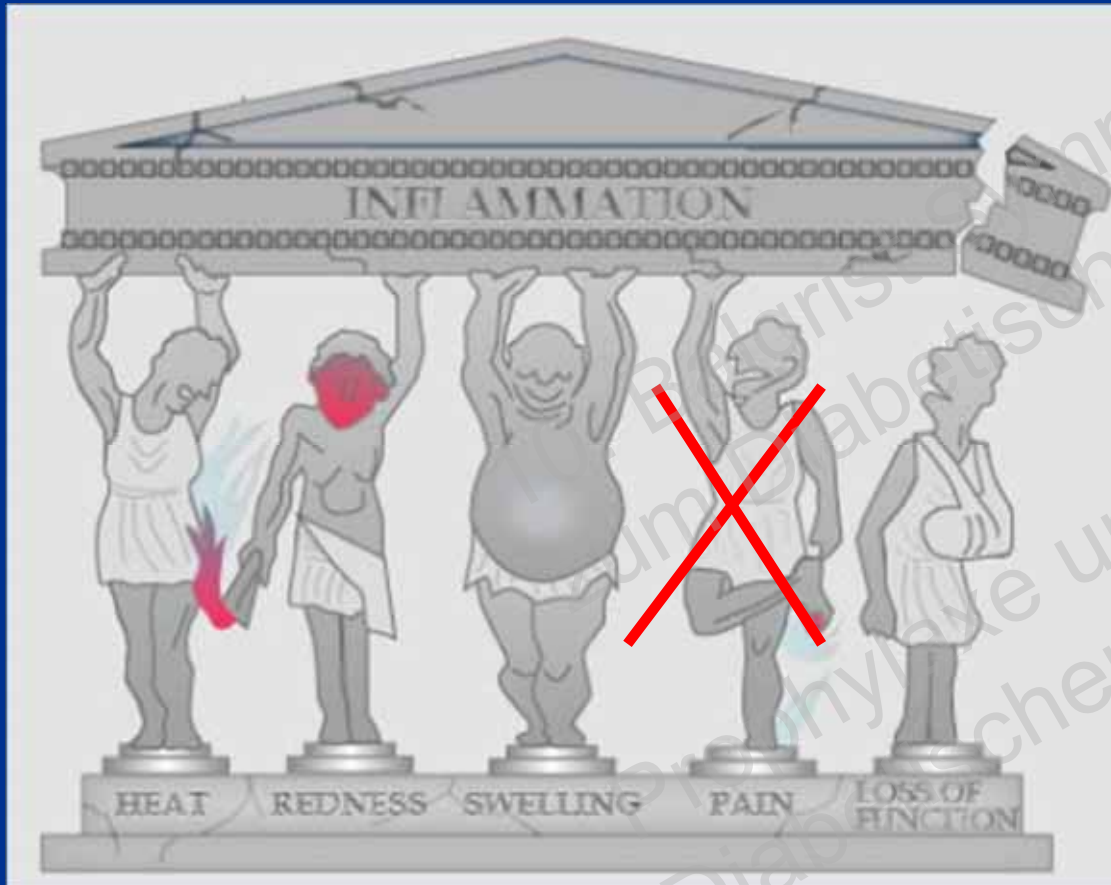 INFLAMMATION
HEAT
REDNESS
SWELLING
PAIN
LOSS OF
FUNCTION